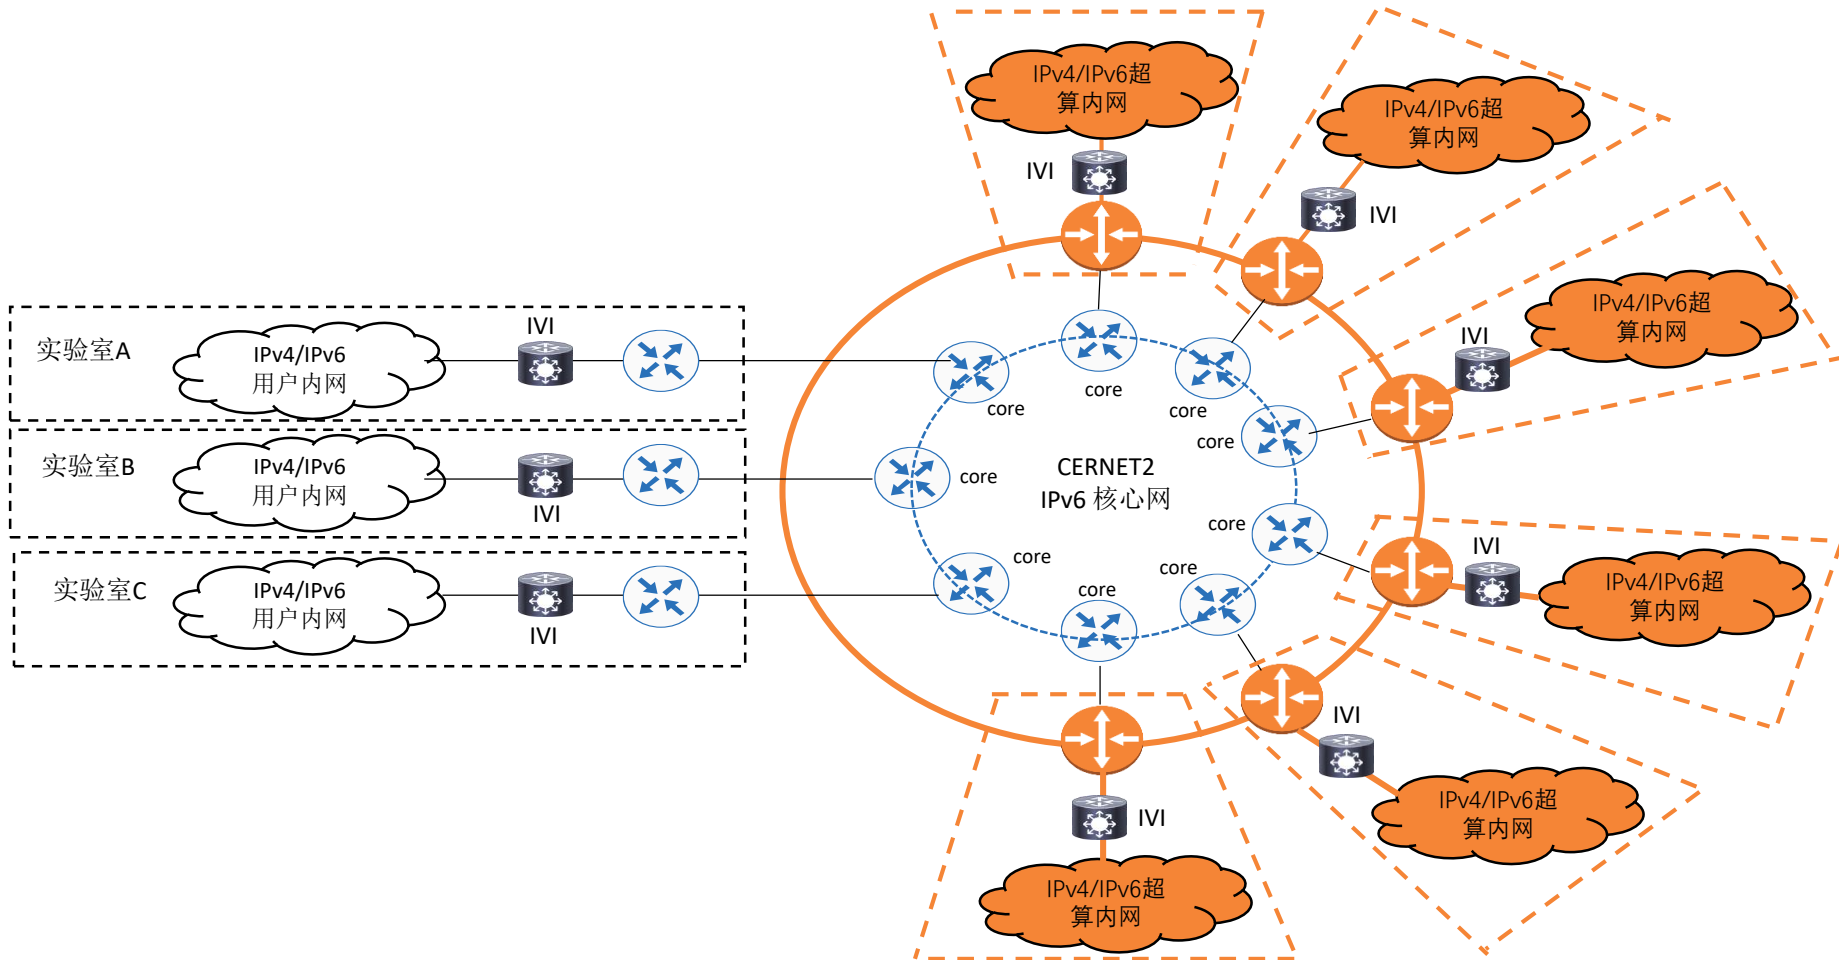 IPv4/IPv6超
算内网
IVI
IPv4/IPv6超
算内网
IVI
IPv4/IPv6超
算内网
IVI
实验室A
IPv4/IPv6
用户内网
IVI
实验室B
IPv4/IPv6
用户内网
IVI
实验室C
IPv4/IPv6
用户内网
IVI
core
core
core
core
core
core
core
core
core
CERNET2
IPv6 核心网
IVI
IPv4/IPv6超
算内网
IVI
IPv4/IPv6超
算内网
IVI
IPv4/IPv6超
算内网